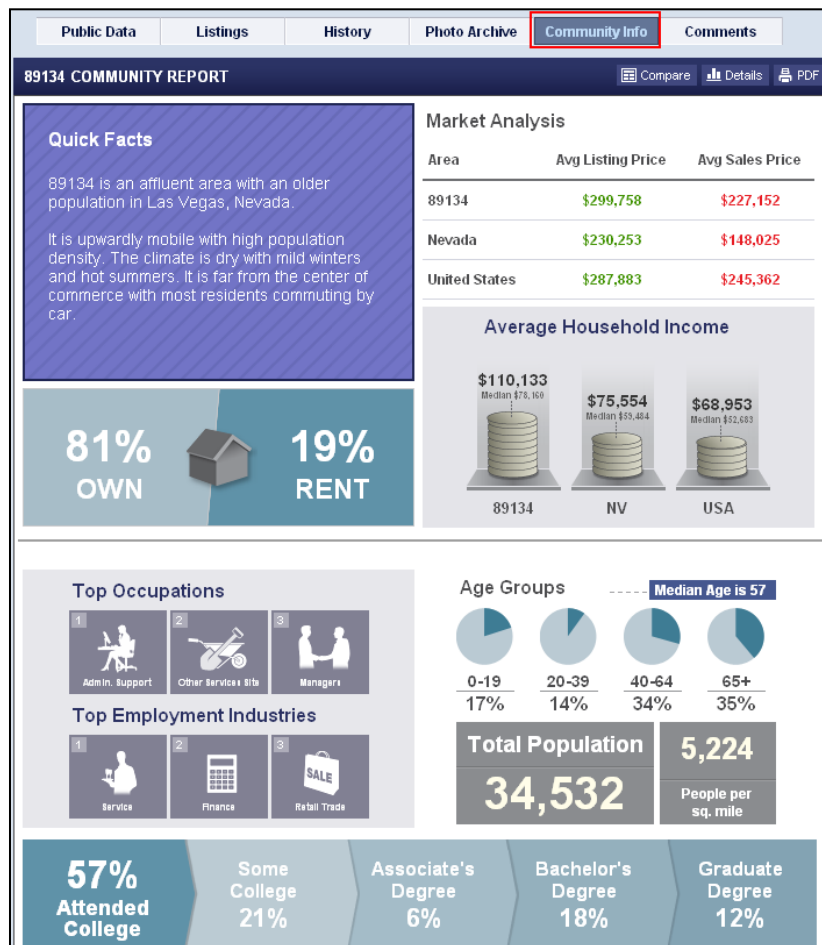 Public Data
Listings
History
Photo Archive
Community Info
Comments
89134 COMMUNITY REPORT
Compare
Details
PDF
Quick Facts
89134 is an affluent area with an older
population in Las Vegas, Nevada.
It is upwardly mobile with high population
density. The climate is dry with mild winters
and hot summers. It is far from the center of
commerce with most residents commuting by
car.
Market Analysis
Area Avg Listing Price Avg Sales Price
89134 $299,758 $227,152
Nevada $230,253 $148,025
United States $287,883 $245,362
Average Household Income
$110,133
Median $78,160
$75,554
Median $59,484
$68,953
Median $52,683
89134 NV USA
81%
OWN
19%
RENT
Top Occupations
1
Admin. Support
2
Other Services Bits
3
Managers
Top Employment Industries
1
Service
2
Finance
3
SALE
Retail Trade
Age Groups
Median Age is 57
0-19 20-39 40-64 65+
17% 14% 34% 35%
Total Population
34,532
5,224
People per
sq. mile
57%
Attended
College
Some
College
21%
Associate's
Degree
6%
Bachelor's
Degree
18%
Graduate
Degree
12%